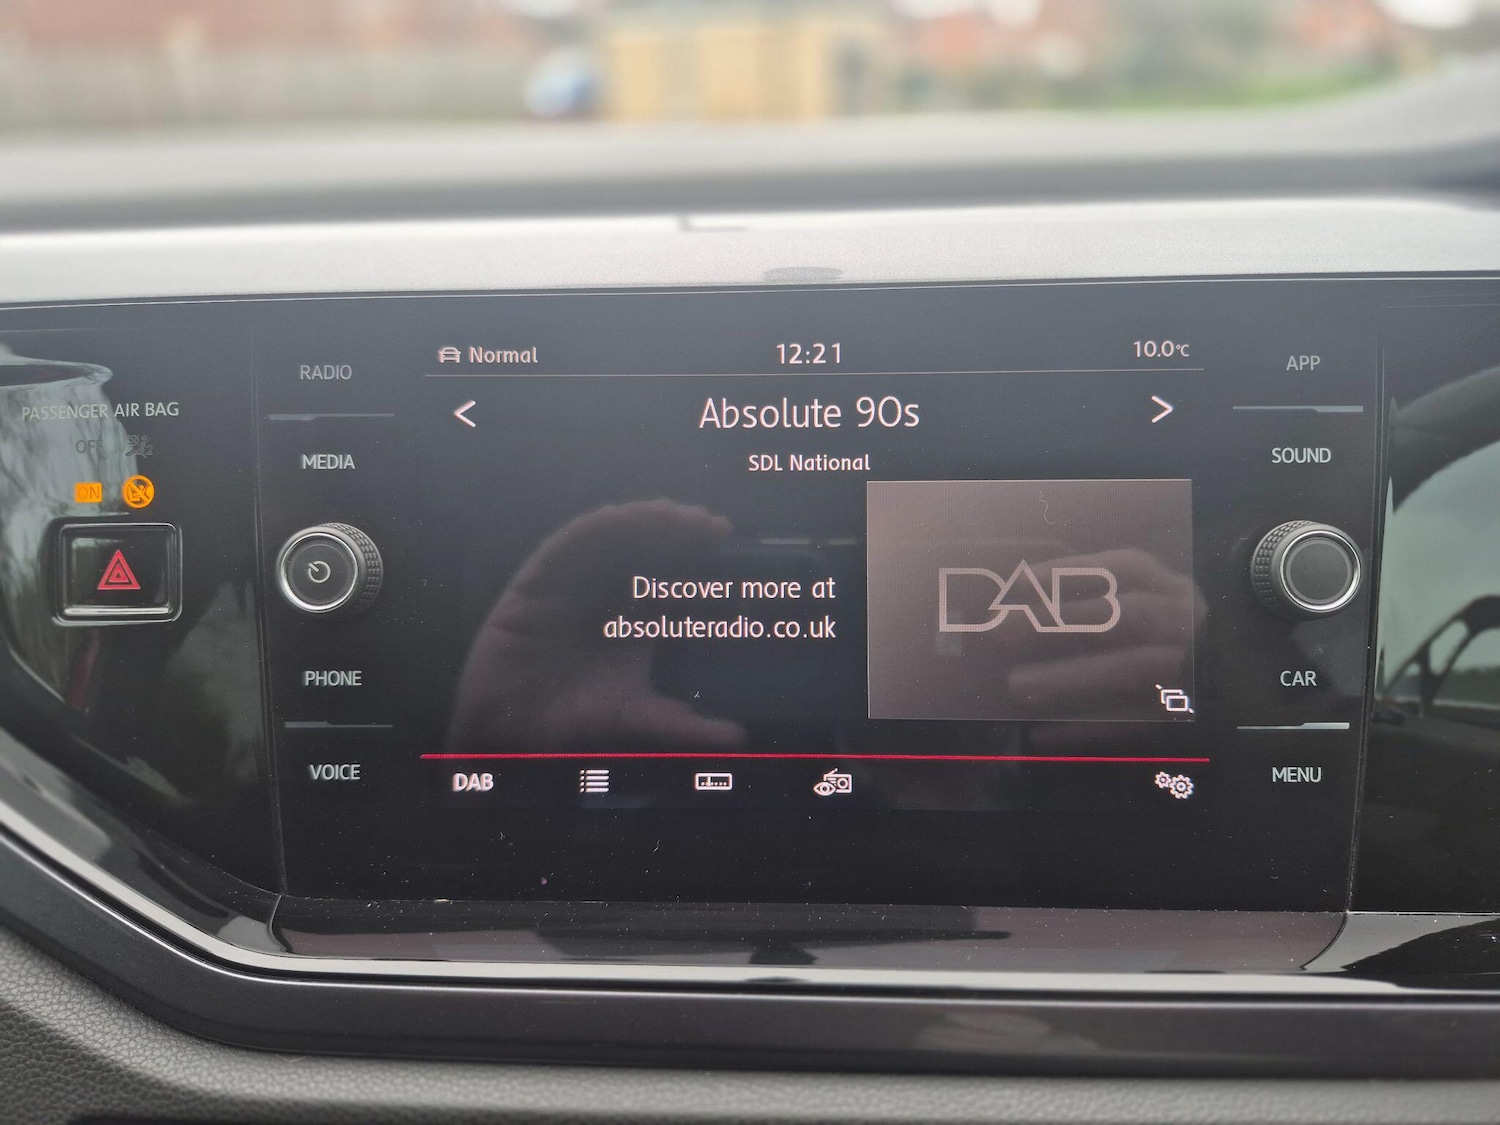 Normal
12:21
10.0°C
RADIO
APP
PASSENGER AIR BAG
Absolute 90s
OFF
MEDIA
SDL National
SOUND
ON
Discover more at
absoluteradio.co.uk
DAB
PHONE
CAR
VOICE
DAB
MENU